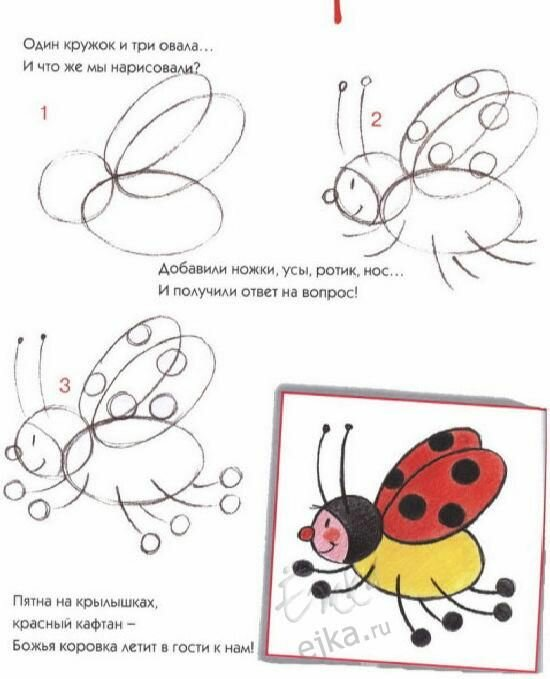 Один кружок и три овала...
И что же мы нарисовали?
1
2
Добавили ножки, усы, ротик, нос...
И получили ответ на вопрос!
3
Пятна на крылышках,
красный кафтан –
Божья коровка летит в гости к нам!
ejka.ru